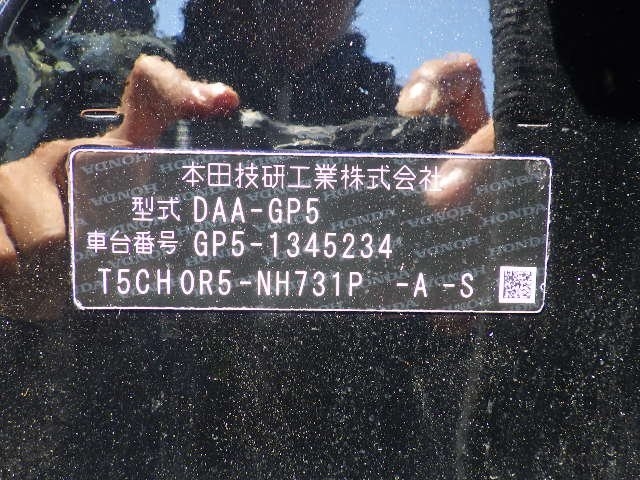 本田技研工業株式会社
型式 DAA-GP5
車台番号 GP5-1345234
T5CH0R5-NH731P -A -S